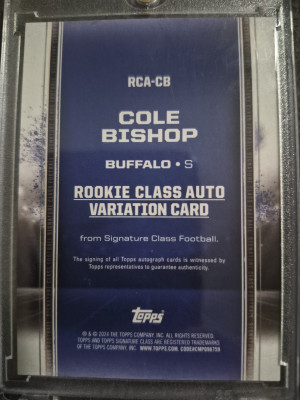 RCA-CB
COLE
BISHOP
BUFFALO • S
ROOKIE CLASS AUTO
VARIATION CARD
from Signature Class Football.
The signing of all Topps autograph cards is witnessed by
Topps representatives to guarantee authenticity.
Topps
® & © 2024 THE TOPPS COMPANY, INC. ALL RIGHTS RESERVED.
TOPPS AND TOPPS SIGNATURE CLASS ARE REGISTERED TRADEMARKS
OF THE TOPPS COMPANY, INC. WWW.TOPPS.COM.